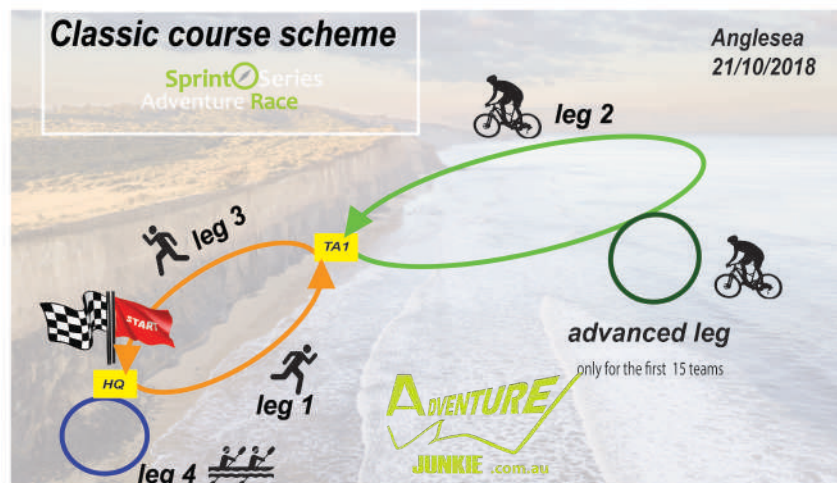 Classic course scheme
Sprint Series
Adventure Race
Anglesea
21/10/2018
leg 2
leg 3
TA1
START
HQ
leg 1
advanced leg
only for the first 15 teams
leg 4
ADVENTURE
JUNKIE .com.au